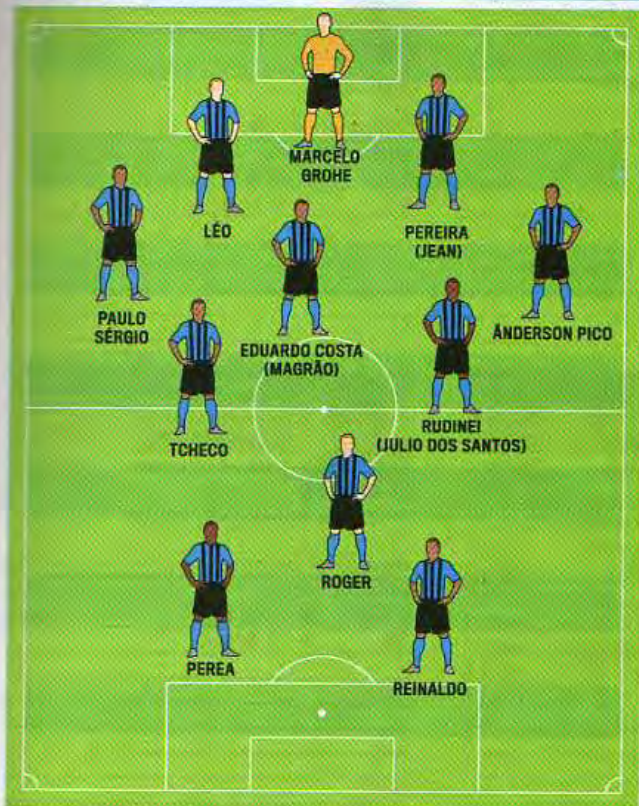 MARCELO
GROHE
LÉO
PEREIRA
(JEAN)
PAULO
SÉRGIO
EDUARDO COSTA
(MAGRÃO)
ÂNDERSON PICO
TCHECO
RUDINEI
(JULIO DOS SANTOS)
ROGER
PEREA
REINALDO